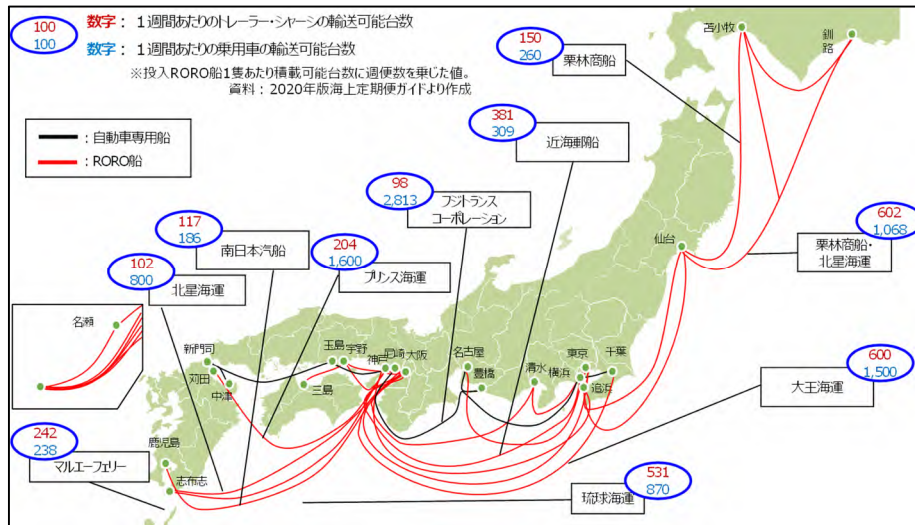 100
100
数字： 1週間あたりのトレーラー・シャーシの輸送可能台数
数字： 1週間あたりの乗用車の輸送可能台数
※投入RORO船1隻あたり積載可能台数に週便数を乗じた値。
資料：2020年版海上定期便ガイドより作成
：自動車専用船
：RORO船
苫小牧
釧路
150
260
栗林商船
381
309
近海郵船
98
2,813
フジトランス
コーポレーション
602
1,068
栗林商船・
北星海運
仙台
117
186
南日本汽船
204
1,600
プリンス海運
102
800
北星海運
名瀬
新門司
苅田
中津
玉島
宇野
三島
神戸
尼崎
大阪
名古屋
豊橋
清水
横浜
東京
千葉
追浜
600
1,500
大王海運
242
238
マルエーフェリー
鹿児島
志布志
531
870
琉球海運